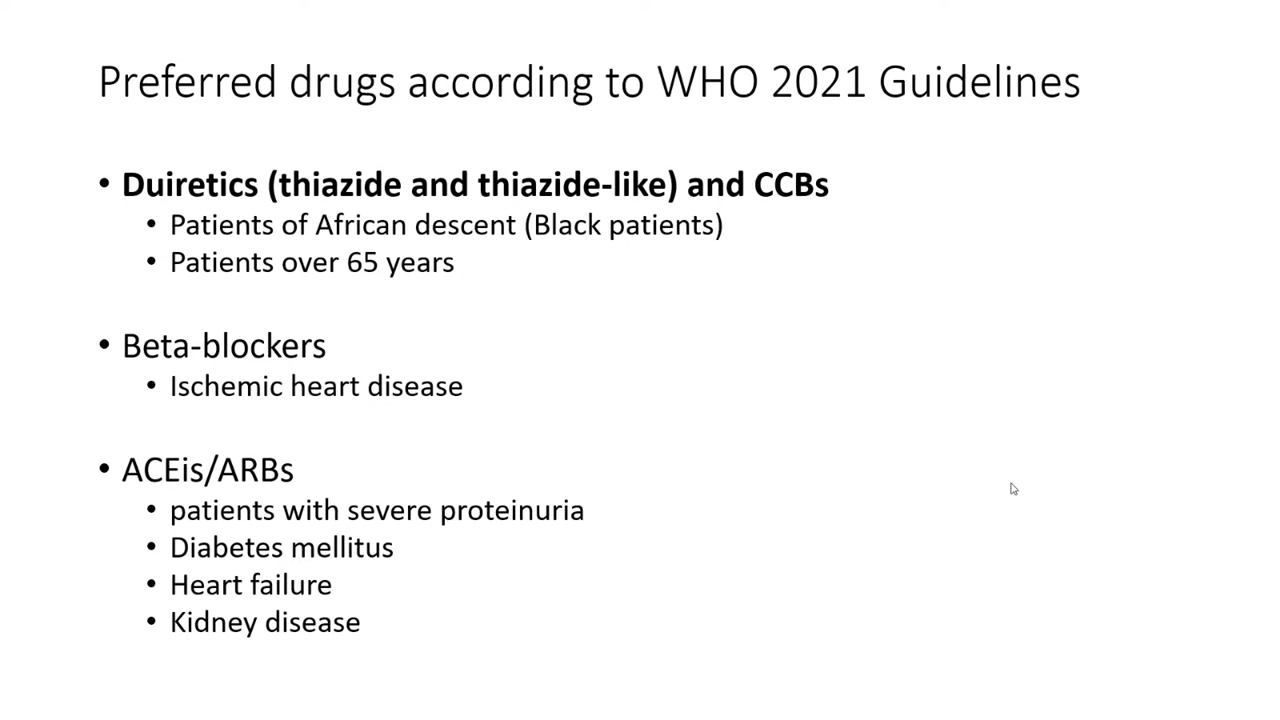 Preferred drugs according to WHO 2021 Guidelines
• Duiretics (thiazide and thiazide-like) and CCBs
• Patients of African descent (Black patients)
• Patients over 65 years
• Beta-blockers
• Ischemic heart disease
• ACEis/ARBs
• patients with severe proteinuria
• Diabetes mellitus
• Heart failure
• Kidney disease